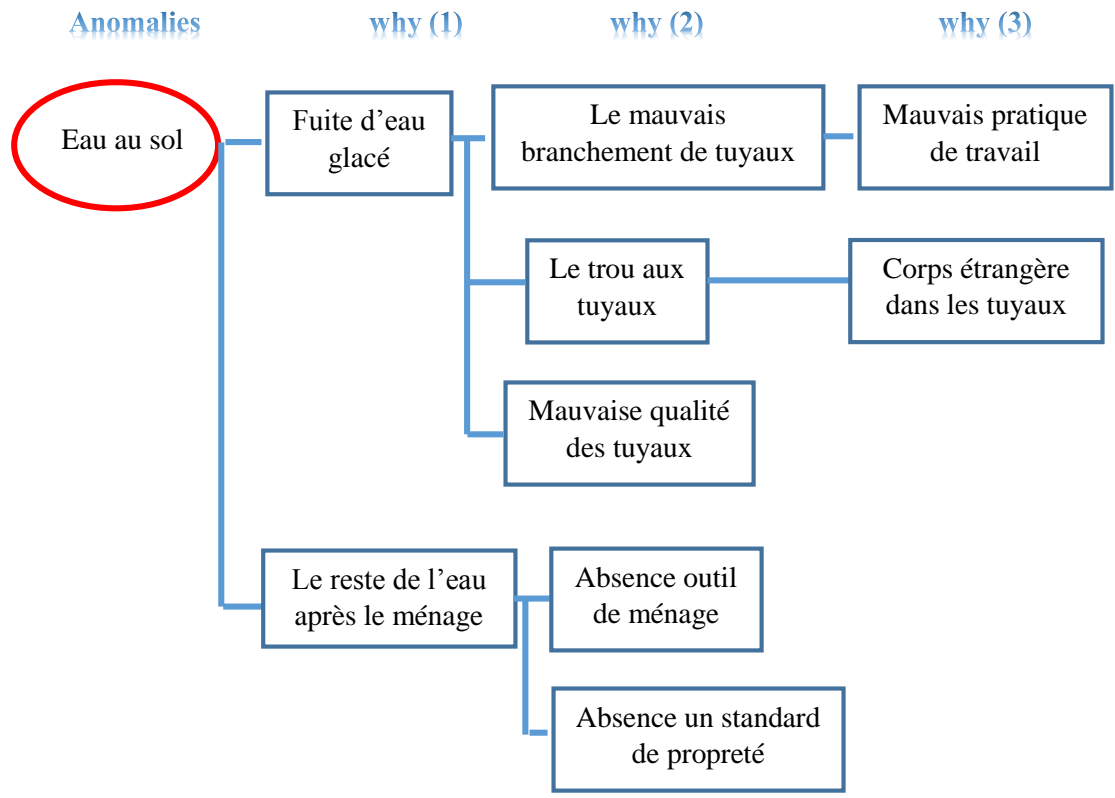 Anomalies why (1) why (2) why (3)
Eau au sol
Fuite d’eau
glacé
Le mauvais
branchement de tuyaux
Mauvais pratique
de travail
Le trou aux
tuyaux
Corps étrangère
dans les tuyaux
Mauvaise qualité
des tuyaux
Le reste de l’eau
après le ménage
Absence outil
de ménage
Absence un standard
de propreté